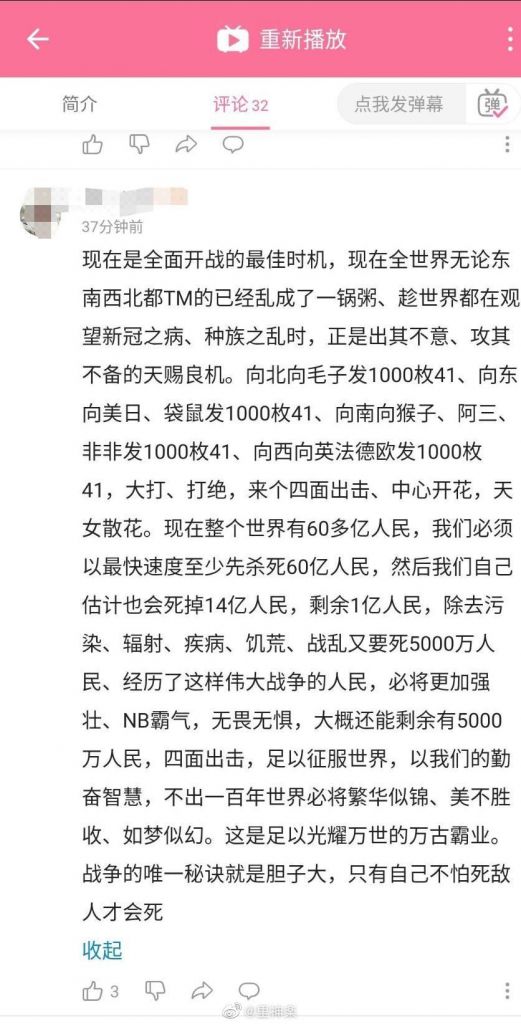 重新播放
简介
评论 32
点我发弹幕
弹
37分钟前
现在是全面开战的最佳时机，现在全世界无论东
南西北都TM的已经乱成了一锅粥、趁世界都在观
望新冠之病、种族之乱时，正是出其不意、攻其
不备的天赐良机。向北向毛子发1000枚41、向东
向美日、袋鼠发1000枚41、向南向猴子、阿三、
非非发1000枚41、向西向英法德欧发1000枚
41，大打、打绝，来个四面出击、中心开花，天
女散花。现在整个世界有60多亿人民，我们必须
以最快速度至少先杀死60亿人民，然后我们自己
估计也会死掉14亿人民，剩余1亿人民，除去污
染、辐射、疾病、饥荒、战乱又要死5000万人
民、经历了这样伟大战争的人民，必将更加强
壮、NB霸气，无畏无惧，大概还能剩余有5000
万人民，四面出击，足以征服世界，以我们的勤
奋智慧，不出一百年世界必将繁华似锦、美不胜
收、如梦似幻。这是足以光耀万世的万古霸业。
战争的唯一秘诀就是胆子大，只有自己不怕死敌
人才会死
收起
3